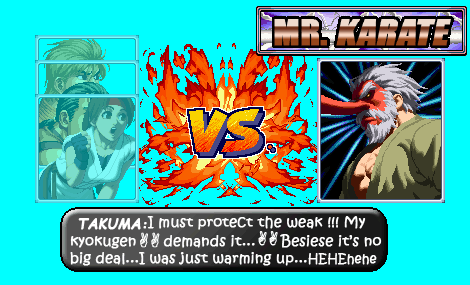 MR. KARATE
VS
TAKUMA:I must protect the weak !!! My
kyokugen✌✌ demands it...✌✌Besiese it's no
big deal...I was just warming up...HEHEhehe